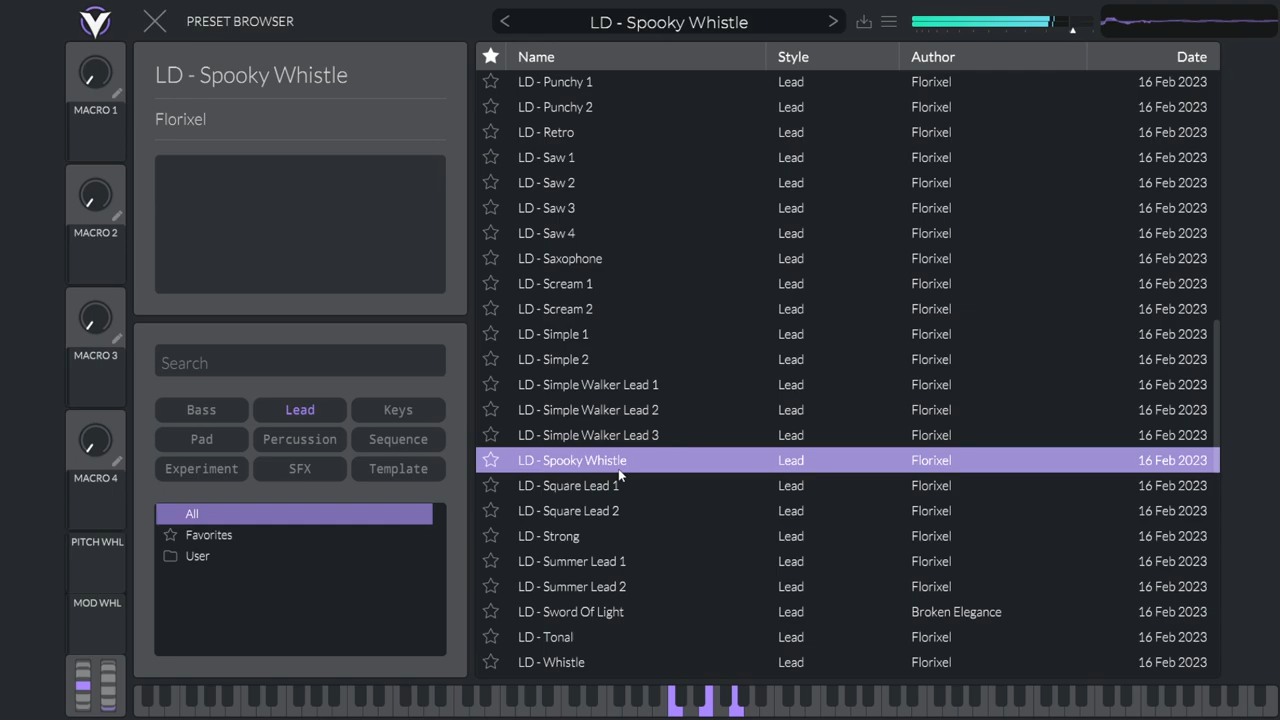 PRESET BROWSER
LD - Spooky Whistle
MACRO 1
MACRO 2
MACRO 3
MACRO 4
PITCH WHL
MOD WHL
LD - Spooky Whistle
Florixel
Search
Bass Lead Keys
Pad Percussion Sequence
Experiment SFX Template
All
Favorites
User
Name Style Author Date
LD - Punchy 1 Lead Florixel 16 Feb 2023
LD - Punchy 2 Lead Florixel 16 Feb 2023
LD - Retro Lead Florixel 16 Feb 2023
LD - Saw 1 Lead Florixel 16 Feb 2023
LD - Saw 2 Lead Florixel 16 Feb 2023
LD - Saw 3 Lead Florixel 16 Feb 2023
LD - Saw 4 Lead Florixel 16 Feb 2023
LD - Saxophone Lead Florixel 16 Feb 2023
LD - Scream 1 Lead Florixel 16 Feb 2023
LD - Scream 2 Lead Florixel 16 Feb 2023
LD - Simple 1 Lead Florixel 16 Feb 2023
LD - Simple 2 Lead Florixel 16 Feb 2023
LD - Simple Walker Lead 1 Lead Florixel 16 Feb 2023
LD - Simple Walker Lead 2 Lead Florixel 16 Feb 2023
LD - Simple Walker Lead 3 Lead Florixel 16 Feb 2023
LD - Spooky Whistle Lead Florixel 16 Feb 2023
LD - Square Lead 1 Lead Florixel 16 Feb 2023
LD - Square Lead 2 Lead Florixel 16 Feb 2023
LD - Strong Lead Florixel 16 Feb 2023
LD - Summer Lead 1 Lead Florixel 16 Feb 2023
LD - Summer Lead 2 Lead Florixel 16 Feb 2023
LD - Sword Of Light Lead Broken Elegance 16 Feb 2023
LD - Tonal Lead Florixel 16 Feb 2023
LD - Whistle Lead Florixel 16 Feb 2023